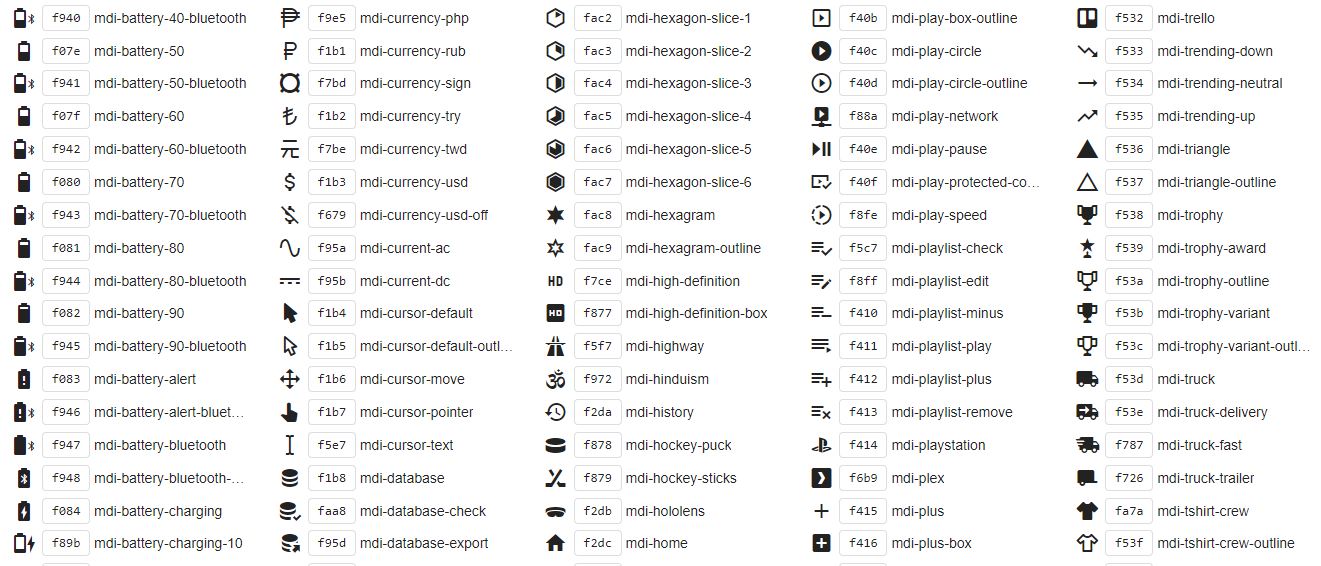 f940 mdi-battery-40-bluetooth
f07e mdi-battery-50
f941 mdi-battery-50-bluetooth
f07f mdi-battery-60
f942 mdi-battery-60-bluetooth
f080 mdi-battery-70
f943 mdi-battery-70-bluetooth
f081 mdi-battery-80
f944 mdi-battery-80-bluetooth
f082 mdi-battery-90
f945 mdi-battery-90-bluetooth
f083 mdi-battery-alert
f946 mdi-battery-alert-bluet...
f947 mdi-battery-bluetooth
f948 mdi-battery-bluetooth-...
f084 mdi-battery-charging
f89b mdi-battery-charging-10
f9e5 mdi-currency-php
f1b1 mdi-currency-rub
f7bd mdi-currency-sign
f1b2 mdi-currency-try
f7be mdi-currency-twd
f1b3 mdi-currency-usd
f679 mdi-currency-usd-off
f95a mdi-current-ac
f95b mdi-current-dc
f1b4 mdi-cursor-default
f1b5 mdi-cursor-default-outl...
f1b6 mdi-cursor-move
f1b7 mdi-cursor-pointer
f5e7 mdi-cursor-text
f1b8 mdi-database
faa8 mdi-database-check
f95d mdi-database-export
fac2 mdi-hexagon-slice-1
fac3 mdi-hexagon-slice-2
fac4 mdi-hexagon-slice-3
fac5 mdi-hexagon-slice-4
fac6 mdi-hexagon-slice-5
fac7 mdi-hexagon-slice-6
fac8 mdi-hexagram
fac9 mdi-hexagram-outline
HD f7ce mdi-high-definition
HD f877 mdi-high-definition-box
f5f7 mdi-highway
f972 mdi-hinduism
f2da mdi-history
f878 mdi-hockey-puck
f879 mdi-hockey-sticks
f2db mdi-hololens
f2dc mdi-home
f40b mdi-play-box-outline
f40c mdi-play-circle
f40d mdi-play-circle-outline
f88a mdi-play-network
f40e mdi-play-pause
f40f mdi-play-protected-co...
f8fe mdi-play-speed
f5c7 mdi-playlist-check
f8ff mdi-playlist-edit
f410 mdi-playlist-minus
f411 mdi-playlist-play
f412 mdi-playlist-plus
f413 mdi-playlist-remove
f414 mdi-playstation
f6b9 mdi-plex
f415 mdi-plus
f416 mdi-plus-box
f532 mdi-trello
f533 mdi-trending-down
f534 mdi-trending-neutral
f535 mdi-trending-up
f536 mdi-triangle
f537 mdi-triangle-outline
f538 mdi-trophy
f539 mdi-trophy-award
f53a mdi-trophy-outline
f53b mdi-trophy-variant
f53c mdi-trophy-variant-outl...
f53d mdi-truck
f53e mdi-truck-delivery
f787 mdi-truck-fast
f726 mdi-truck-trailer
fa7a mdi-tshirt-crew
f53f mdi-tshirt-crew-outline